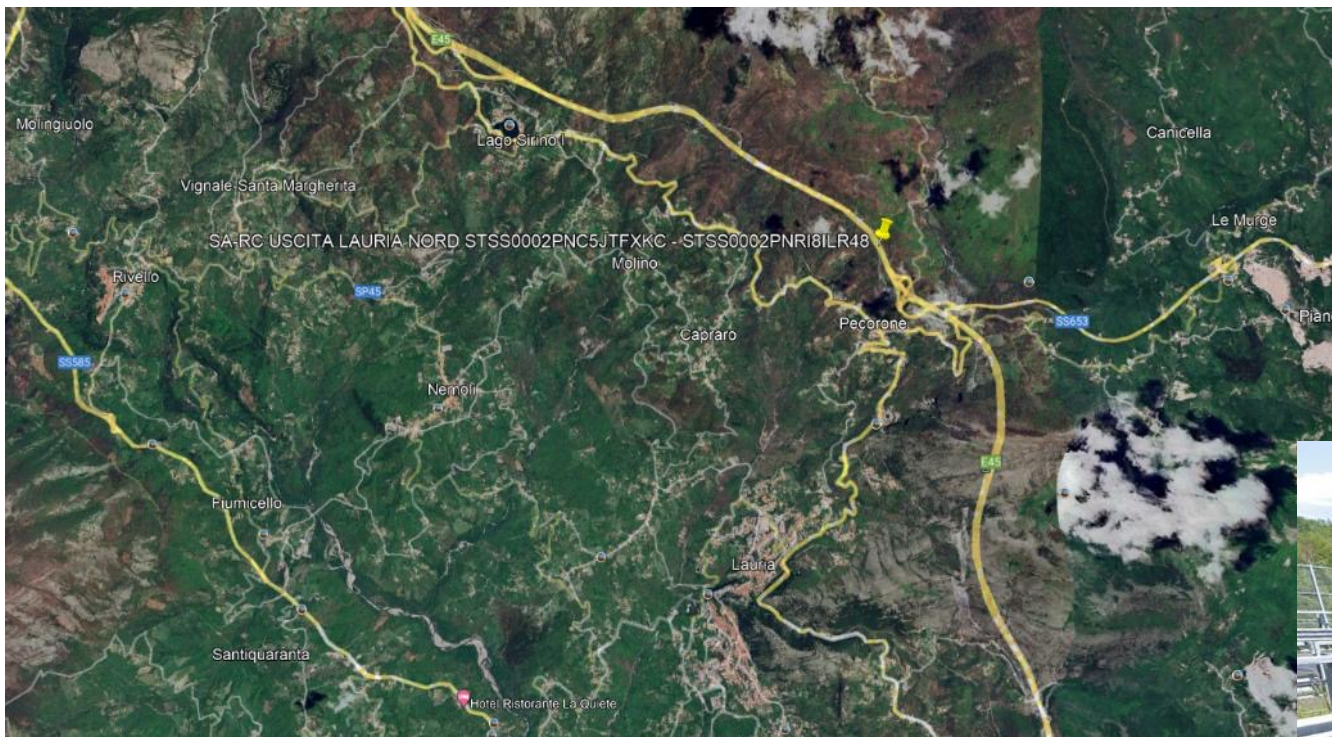 E45
Molingiuolo
Canicella
Lago Sirino
Vignale Santa Margherita
Le Murge
SA-RC USCITA LAURIA NORD STSS0002PNC5JTFXKC - STSS0002PNRI8ILR48
Molino
Rivello
SP45
Pecorone
SS653
Capraro
SS585
Nemoli
E45
Fiumicello
Lauria
Santiquaranta
Hotel Ristorante La Quiete